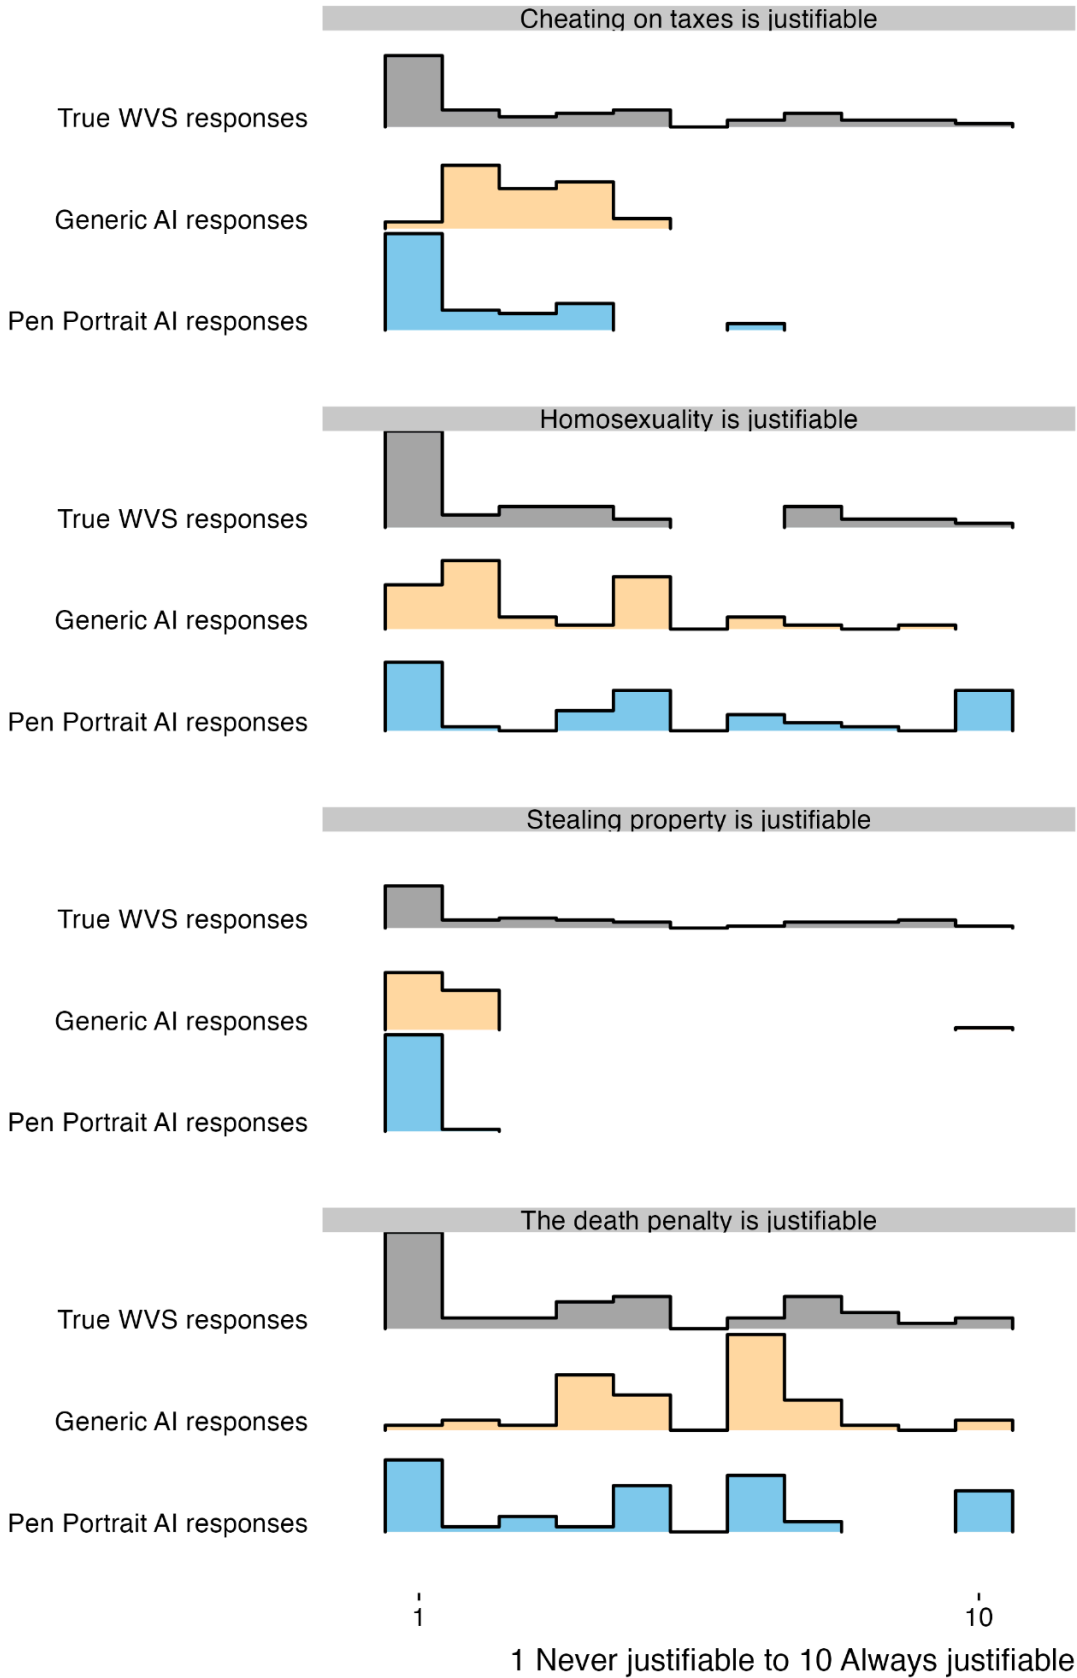 Cheating on taxes is justifiable
True WVS responses
Generic AI responses
Pen Portrait AI responses
Homosexuality is justifiable
True WVS responses
Generic AI responses
Pen Portrait AI responses
Stealing property is justifiable
True WVS responses
Generic AI responses
Pen Portrait AI responses
The death penalty is justifiable
True WVS responses
Generic AI responses
Pen Portrait AI responses
1 10
1 Never justifiable to 10 Always justifiable